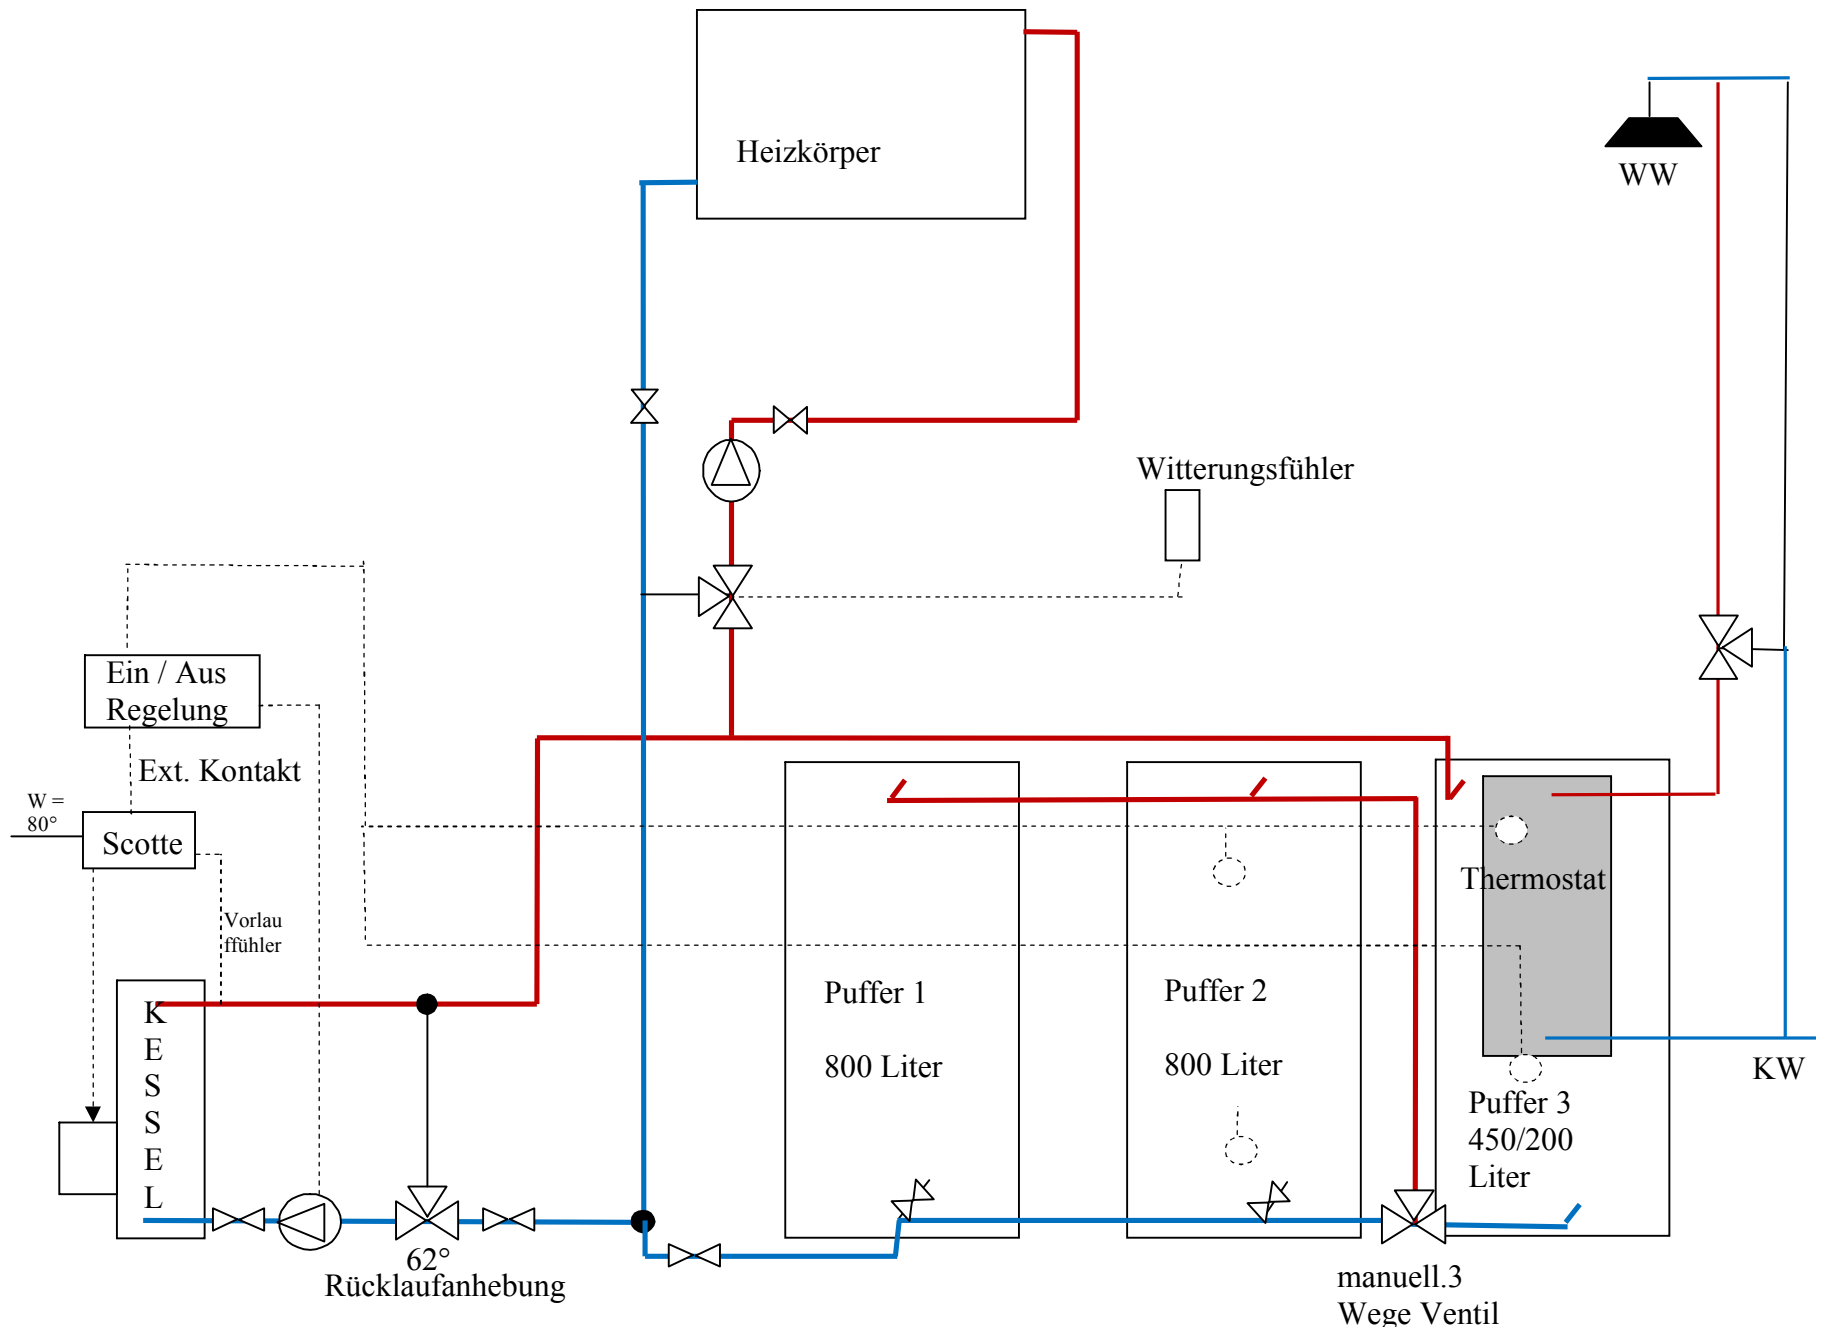 Heizkörper
WW
Witterungsfühler
Ein / Aus
Regelung
Ext. Kontakt
W =
80°
Scotte
Vorlau
ffühler
Thermostat
K
E
S
S
E
L
Puffer 1
800 Liter
Puffer 2
800 Liter
KW
Puffer 3
450/200
Liter
62°
Rücklaufanhebung
manuell.3
Wege Ventil